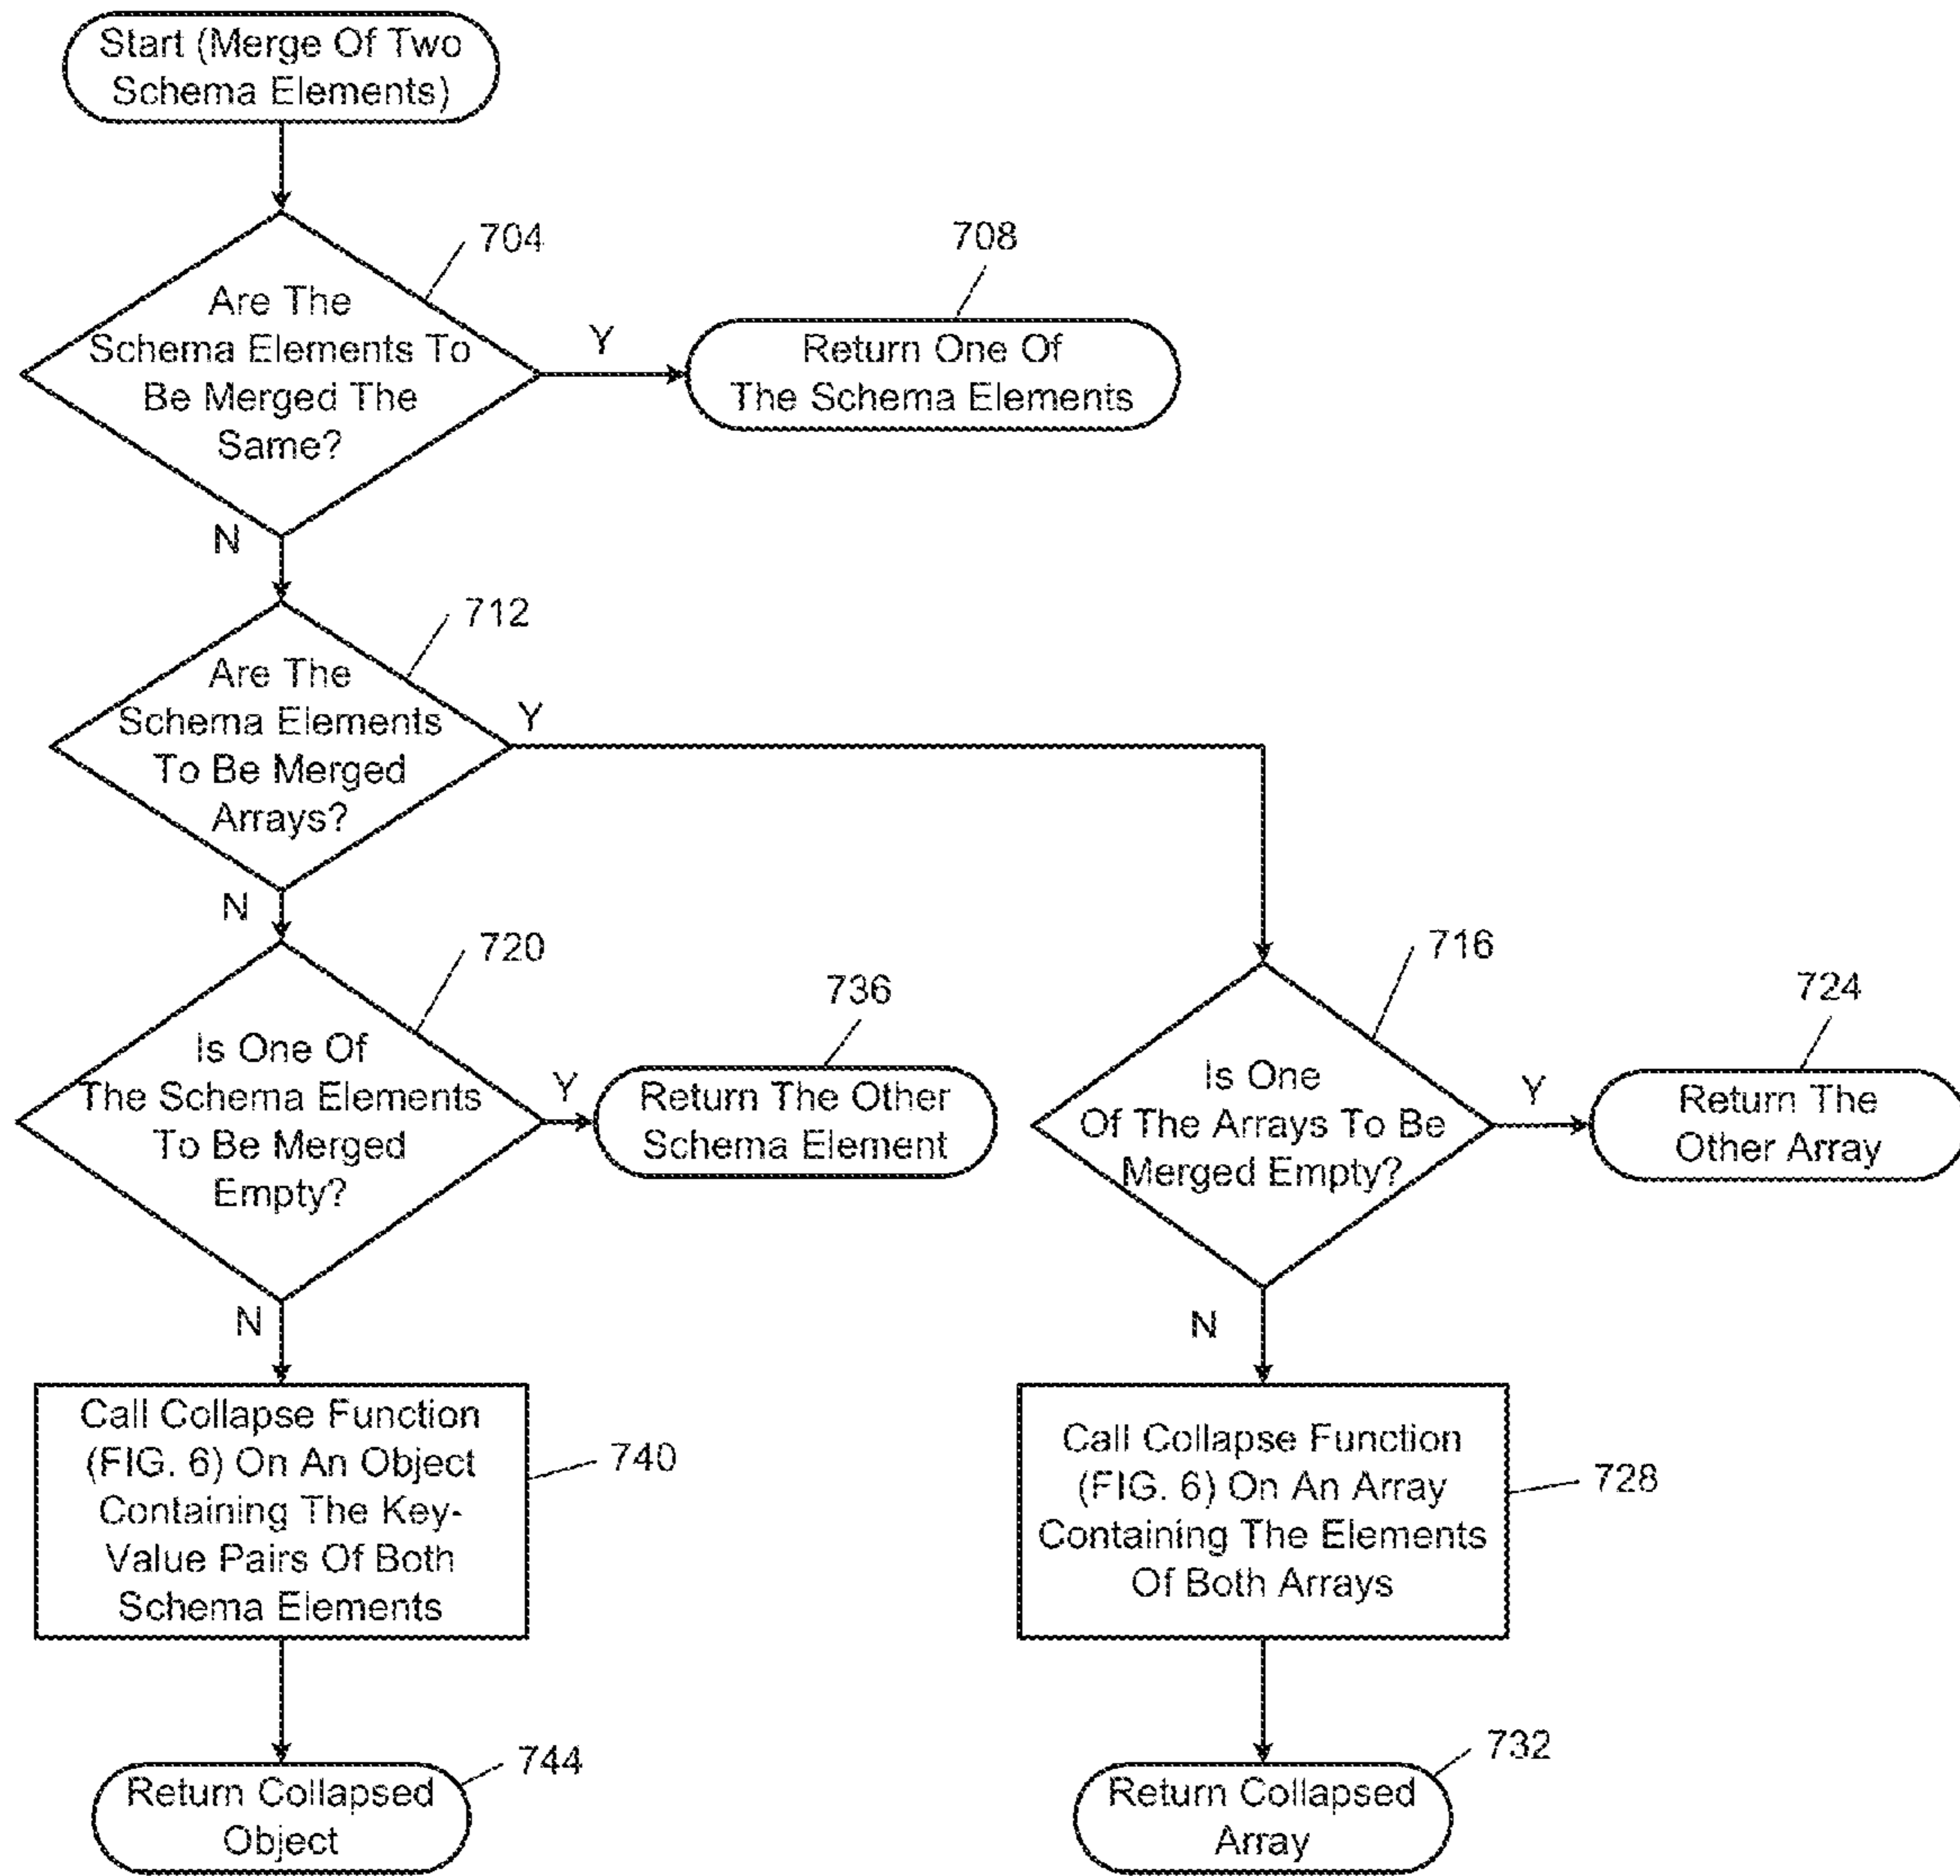 Start (Merge Of Two
Schema Elements)
704
Are The
Schema Elements To
Be Merged The
Same?
Y
708
Return One Of
The Schema Elements
N
712
Are The
Schema Elements
To Be Merged
Arrays?
Y
N
720
Is One Of
The Schema Elements
To Be Merged
Empty?
Y
736
Return The Other
Schema Element
716
Is One
Of The Arrays To Be
Merged Empty?
Y
724
Return The
Other Array
N
Call Collapse Function
(FIG. 6) On An Object
Containing The Key-
Value Pairs Of Both
Schema Elements
740
N
Call Collapse Function
(FIG. 6) On An Array
Containing The Elements
Of Both Arrays
728
744
Return Collapsed
Object
732
Return Collapsed
Array